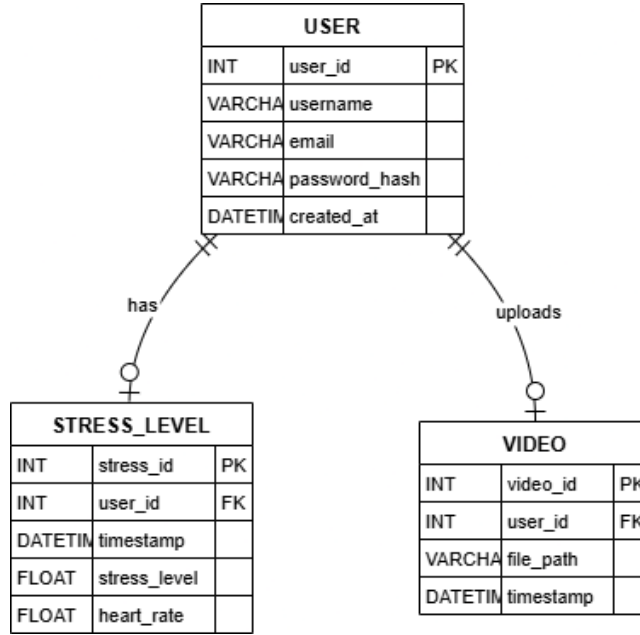 USER
INT user_id PK
VARCHA username
VARCHA email
VARCHA password_hash
DATETIM created_at
has
uploads
STRESS_LEVEL
INT stress_id PK
INT user_id FK
DATETIM timestamp
FLOAT stress_level
FLOAT heart_rate
VIDEO
INT video_id PK
INT user_id FK
VARCHA file_path
DATETIM timestamp